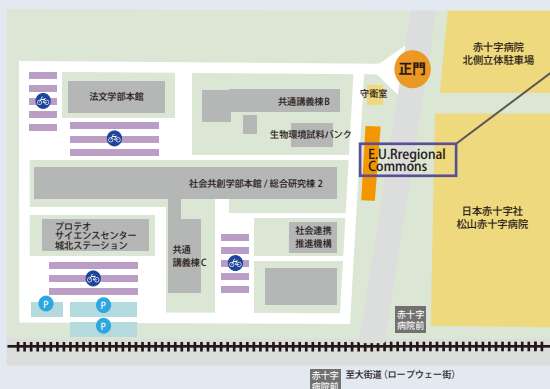 赤十字病院
北側立体駐車場
正門
守衛室
法文学部本館
共通講義棟B
生物環境試料バンク
E.U.Rregional
Commons
社会共創学部本館 / 総合研究棟 2
日本赤十字社
松山赤十字病院
プロテオ
サイエンスセンター
城北ステーション
共通
講義棟C
社会連携
推進機構
P
P
P
赤十字
病院前
赤十字
病院前
至大街道（ロープウェー街）